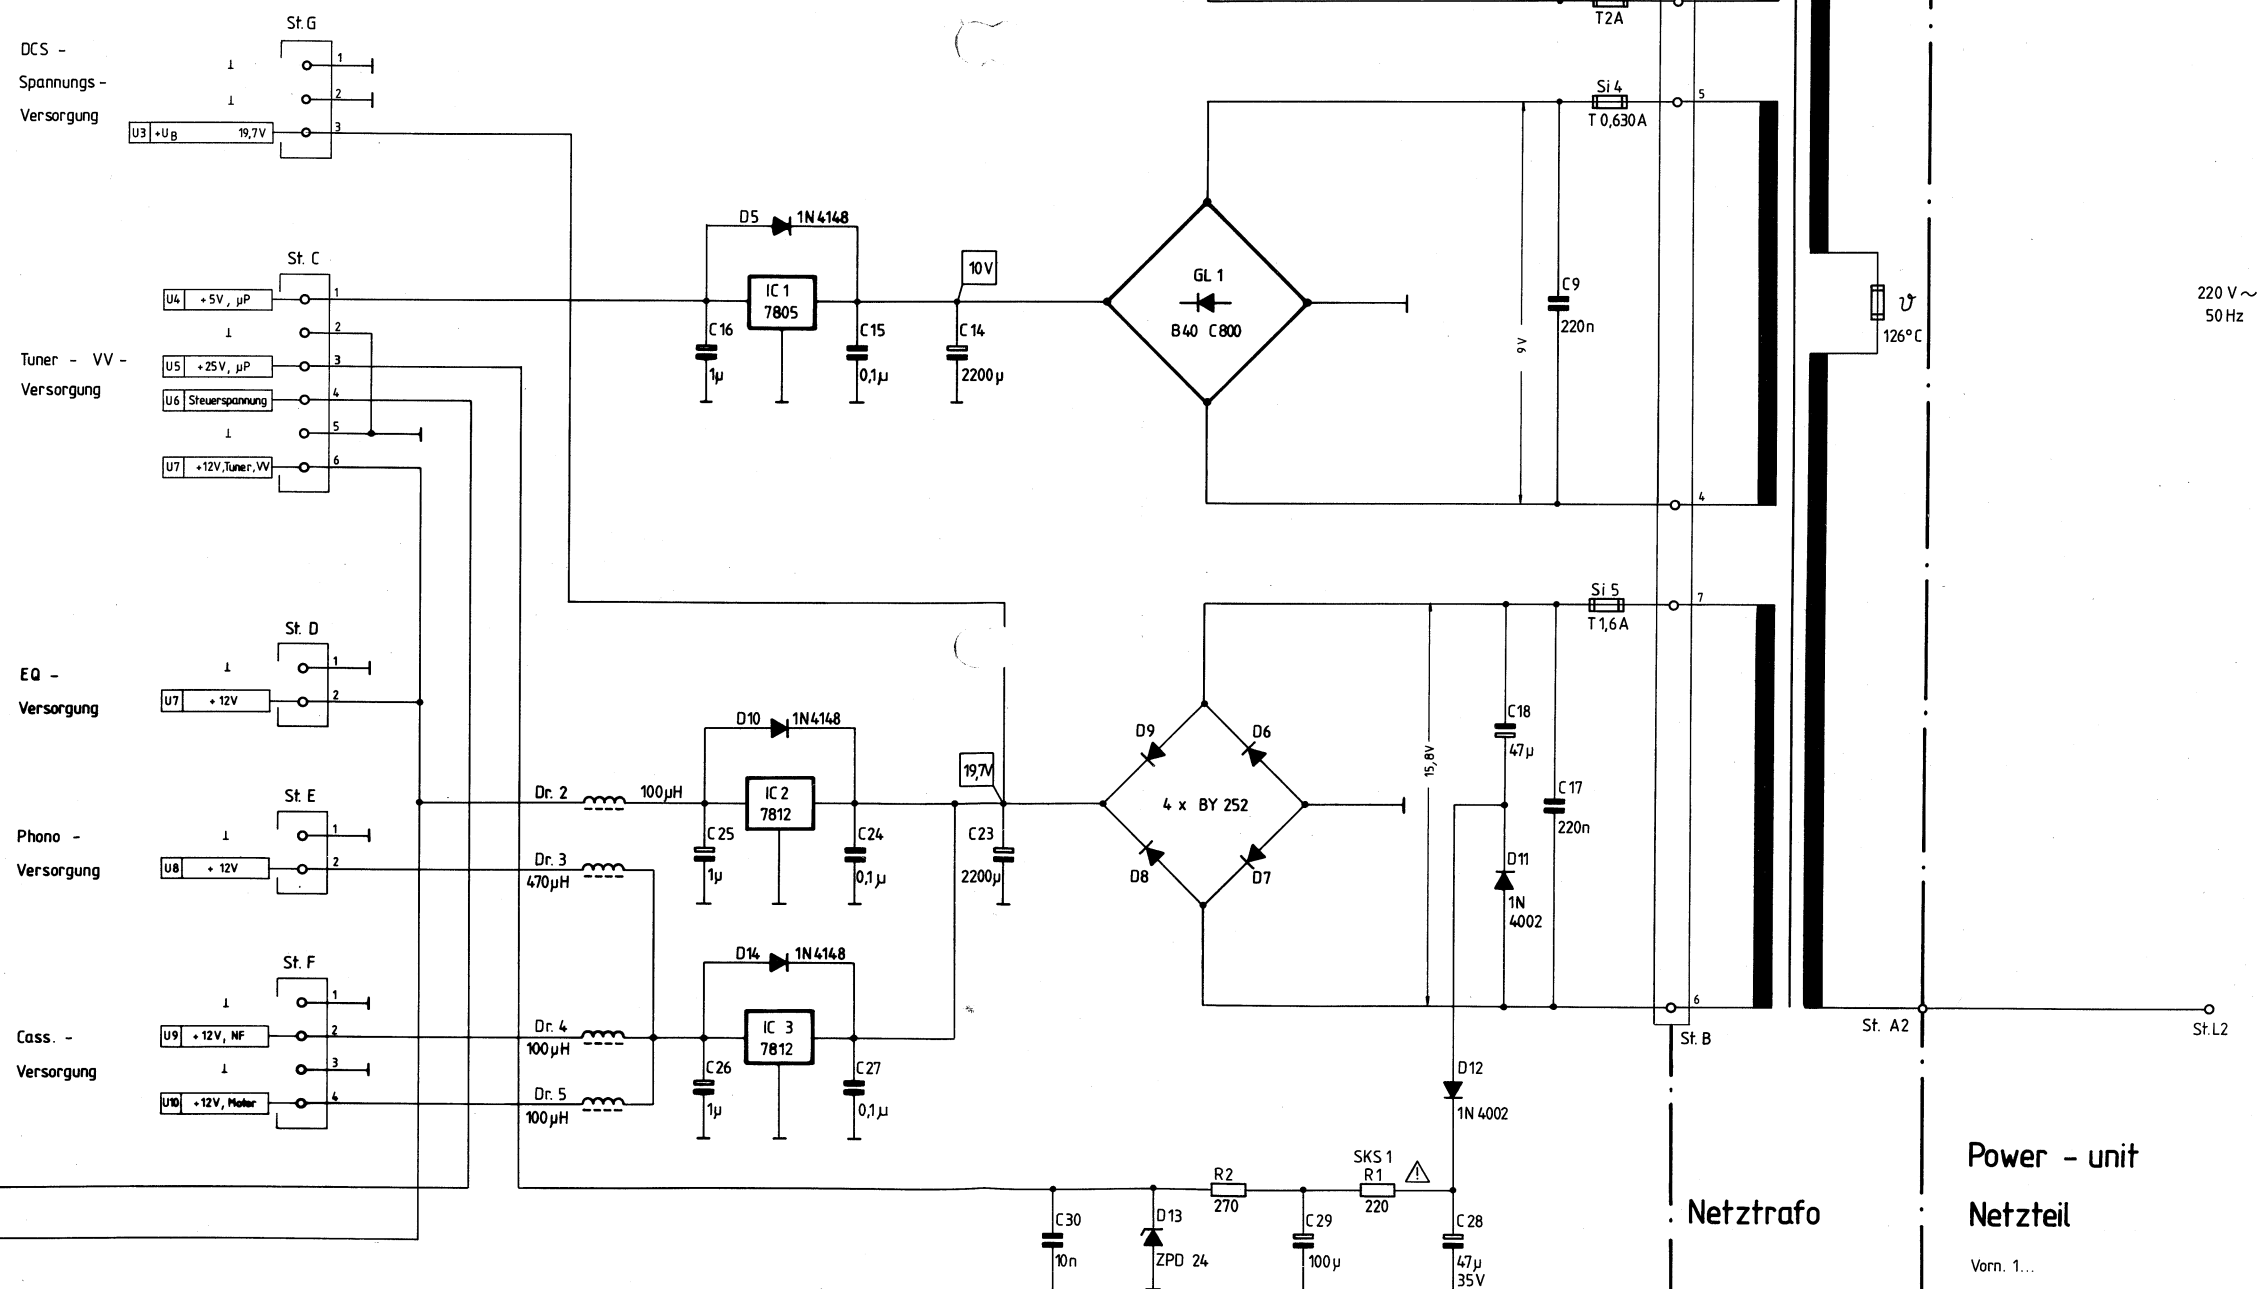 St. G
DCS -
Spannungs -
Versorgung
⊥ 1
⊥ 2
U3 +UB 19,7V 3
T2A
Si 4
T 0,630A
5
D5 1N4148
10V
IC 1
7805
C16
1µ
C15
0,1µ
C14
2200µ
GL 1
B40 C800
9V
C9
220n
4
ϑ
126°C
220 V~
50 Hz
St. C
Tuner - VV -
Versorgung
U4 +5V, µP 1
⊥ 2
U5 +25V, µP 3
U6 Steuerspannung 4
⊥ 5
U7 +12V,Tuner,VV 6
St. D
EQ -
Versorgung
⊥ 1
U7 + 12V 2
Si 5
T1,6A
7
D10 1N4148
19,7V
Dr. 2 100µH
IC 2
7812
C25
1µ
C24
0,1µ
C23
2200µ
D9 D6
4 x BY 252
D8 D7
15,8V
C18
47µ
C17
220n
D11
1N
4002
6
St. E
Phono -
Versorgung
⊥ 1
U8 + 12V 2
Dr. 3
470µH
St. F
Cass. -
Versorgung
⊥ 1
U9 +12V, NF 2
⊥ 3
U10 +12V, Motor 4
Dr. 4
100µH
Dr. 5
100µH
D14 1N4148
IC 3
7812
C26
1µ
C27
0,1µ
St. B
St. A2
St.L2
D12
1N4002
SKS1
R1
220
R2
270
C30
10n
D13
ZPD 24
C29
100µ
C28
47µ
35V
Netztrafo
Power - unit
Netzteil
Vorn. 1...